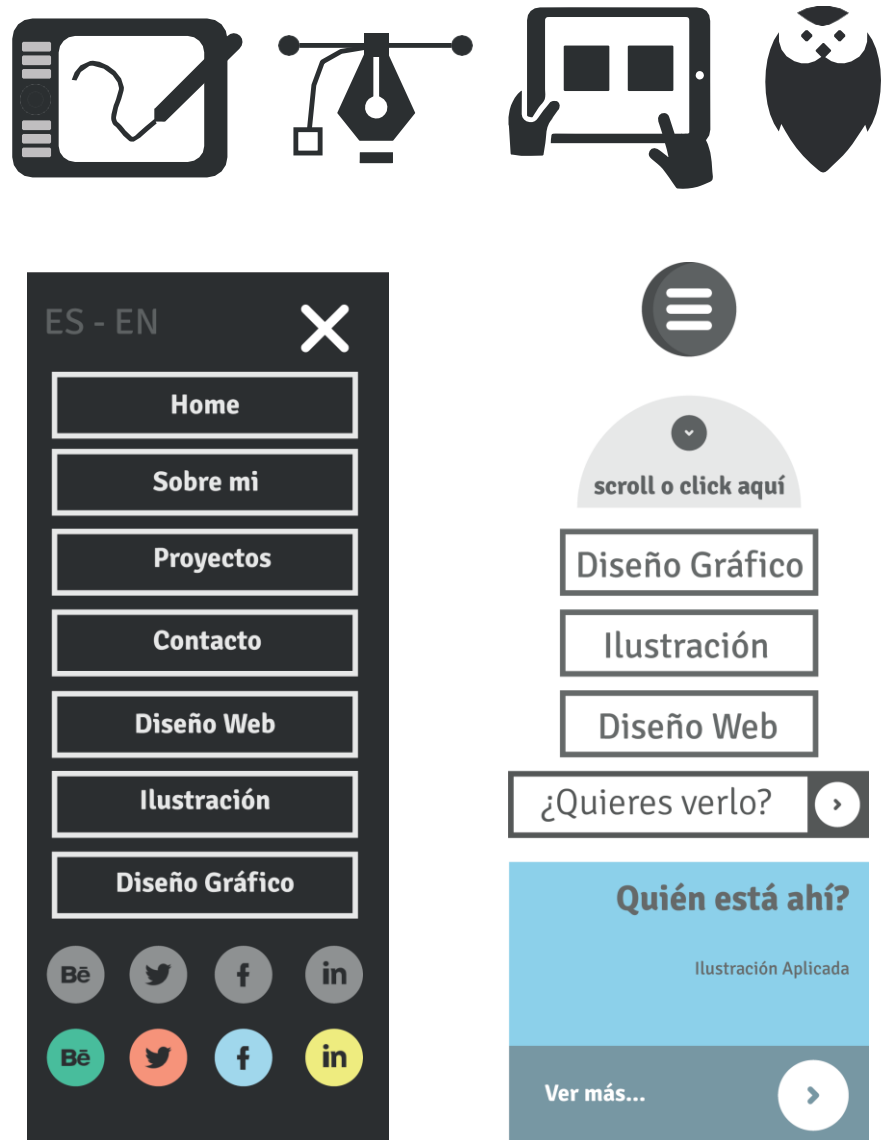 ES - EN
Home
Sobre mi
Proyectos
Contacto
Diseño Web
Ilustración
Diseño Gráfico
Bē
in
Bē
in
scroll o click aquí
Diseño Gráfico
Ilustración
Diseño Web
¿Quieres verlo?
Quién está ahí?
Ilustración Aplicada
Ver más...